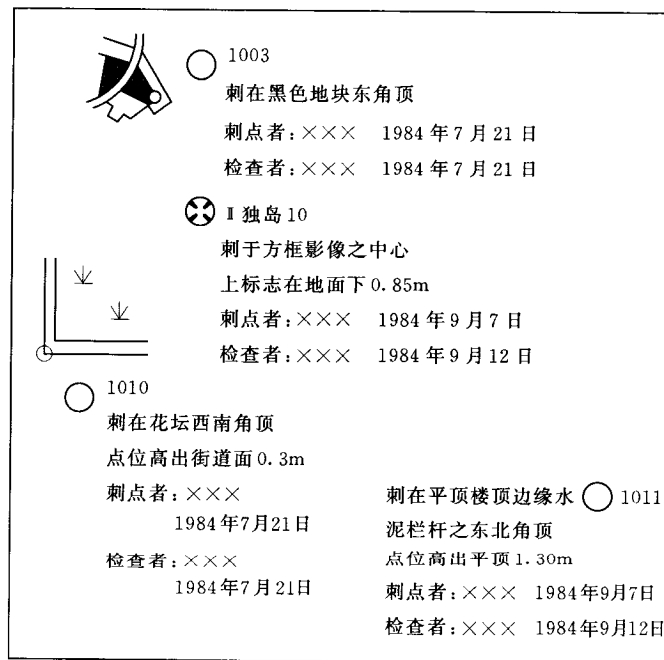 1003
刺在黑色地块东角顶
刺点者:××× 1984年7月21日
检查者:××× 1984年7月21日
Ⅱ独岛10
刺于方框影像之中心
上标志在地面下0.85m
刺点者:××× 1984年9月7日
检查者:××× 1984年9月12日
1010
刺在花坛西南角顶
点位高出街道面0.3m
刺点者:×××
1984年7月21日
检查者:×××
1984年7月21日
刺在平顶楼顶边缘水 1011
泥栏杆之东北角顶
点位高出平顶1.30m
刺点者:××× 1984年9月7日
检查者:××× 1984年9月12日